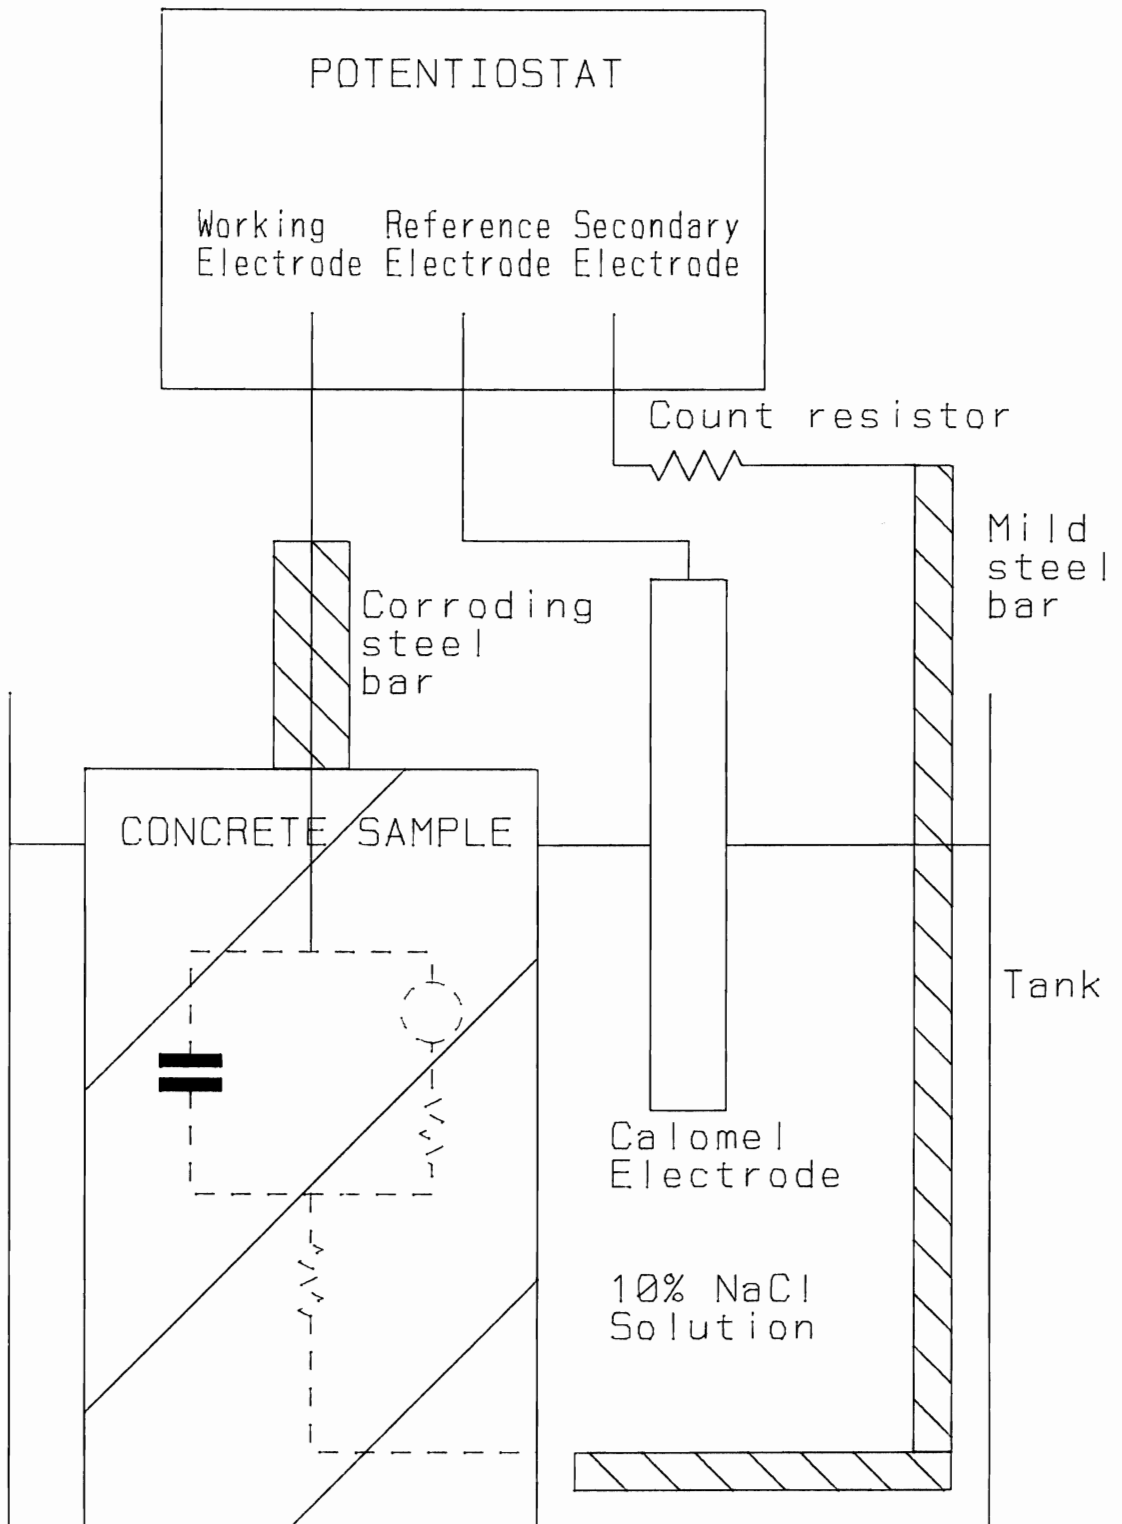 POTENTIOSTAT
Working
Electrode
Reference
Electrode
Secondary
Electrode
Count resistor
Mild
steel
bar
Corroding
steel
bar
CONCRETE SAMPLE
Tank
Calomel
Electrode
10% NaCl
Solution